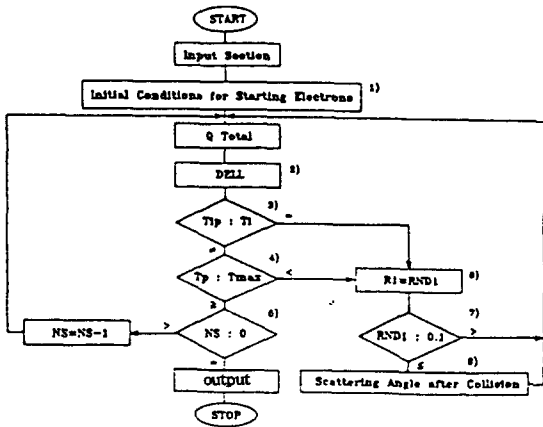 START
Input Section
Initial Conditions for Starting Electrons 1)
Q Total
DELL 2)
Tip : Ti 3) =
≠
Tp : Tmax 4) <
R1=RND1 6)
≥
NS : 0 6) >
NS=NS-1
RND1 : 0.1 7) >
=
≤
8)
output
Scattering Angle after Collision
STOP